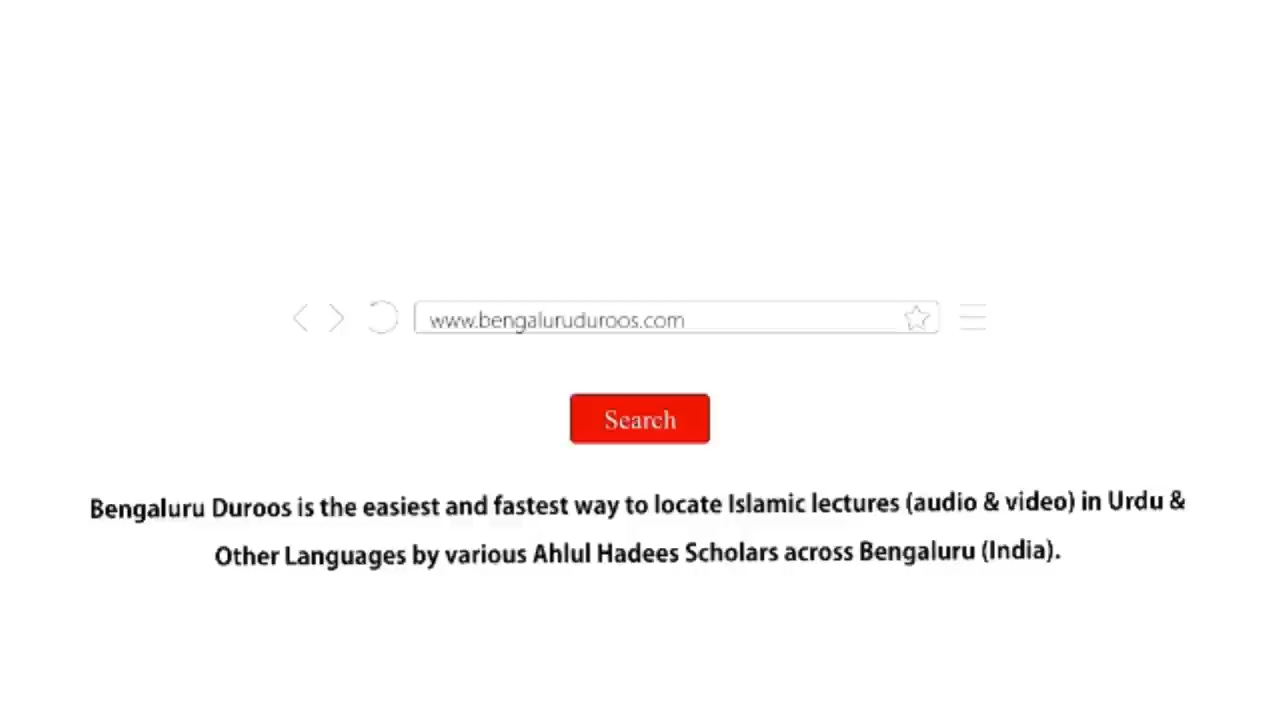 www.bengaluruduroos.com
Search
Bengaluru Duroos is the easiest and fastest way to locate Islamic lectures (audio & video) in Urdu &
Other Languages by various Ahlul Hadees Scholars across Bengaluru (India).